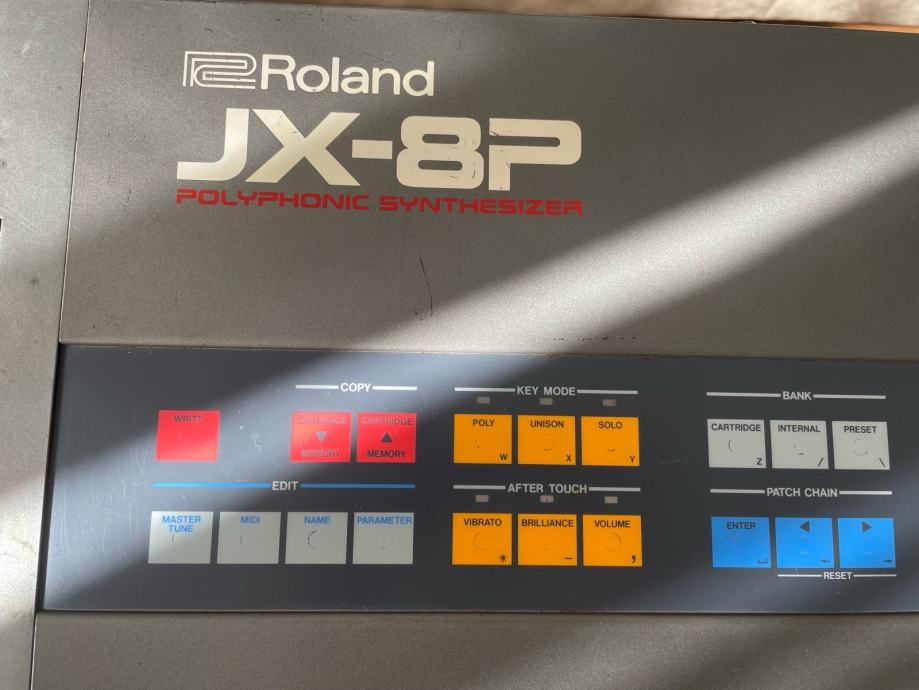 Roland
JX-8P
POLYPHONIC SYNTHESIZER
COPY
WRITE
CARTRIDGE
▼
MEMORY
CARTRIDGE
▲
MEMORY
EDIT
MASTER
TUNE
MIDI
NAME
PARAMETER
KEY MODE
POLY
W
UNISON
X
SOLO
Y
AFTER TOUCH
VIBRATO
☀
BRILLIANCE
–
VOLUME
,
BANK
CARTRIDGE
Z
INTERNAL
/
PRESET
\
PATCH CHAIN
ENTER
␣
◀
←
▶
→
RESET